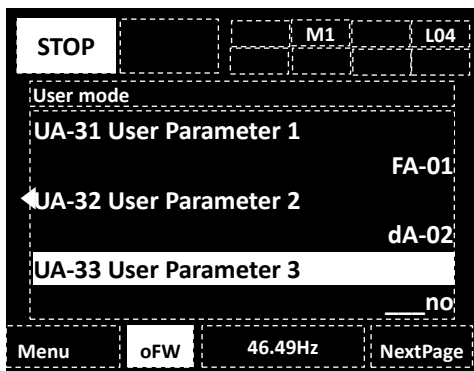 STOP M1 L04
User mode
UA-31 User Parameter 1
FA-01
UA-32 User Parameter 2
dA-02
UA-33 User Parameter 3
___no
Menu oFW 46.49Hz NextPage